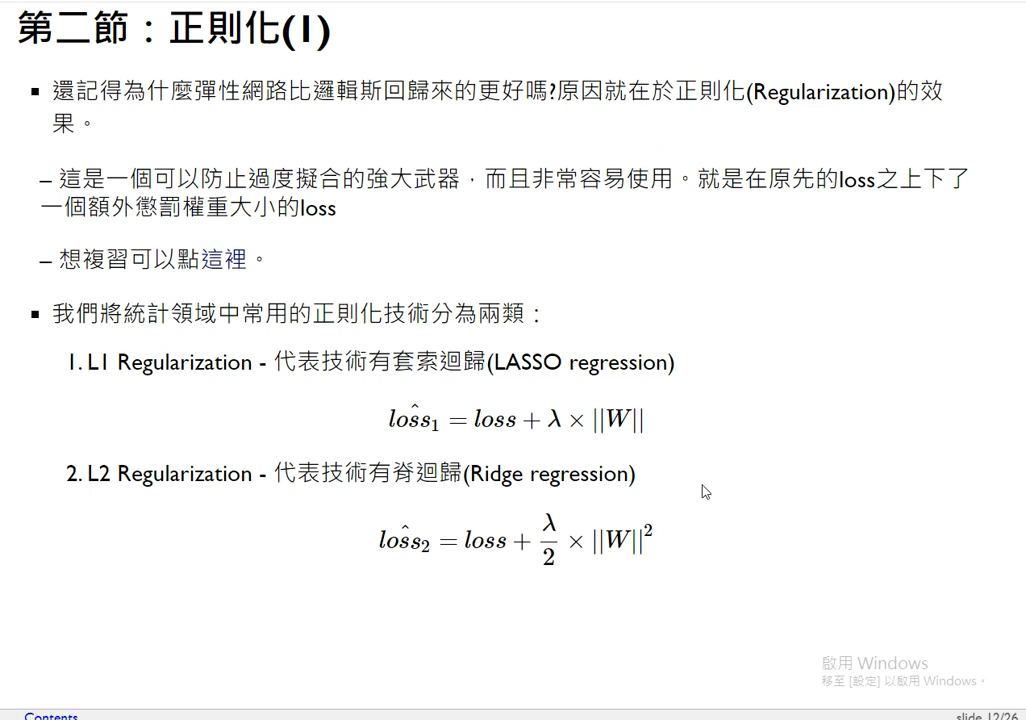 第二節：正則化(1)
▪ 還記得為什麼彈性網路比邏輯斯回歸來的更好嗎?原因就在於正則化(Regularization)的效
果。
– 這是一個可以防止過度擬合的強大武器，而且非常容易使用。就是在原先的loss之上下了
一個額外懲罰權重大小的loss
– 想複習可以點這裡。
▪ 我們將統計領域中常用的正則化技術分為兩類：
1. L1 Regularization - 代表技術有套索迴歸(LASSO regression)
$\hat{loss}_1 = loss + λ × ||W||$
2. L2 Regularization - 代表技術有脊迴歸(Ridge regression)
$\hat{loss}_2 = loss + \frac{λ}{2} × ||W||^2$
啟用 Windows
移至 [設定] 以啟用 Windows。
Contents
slide 12/26